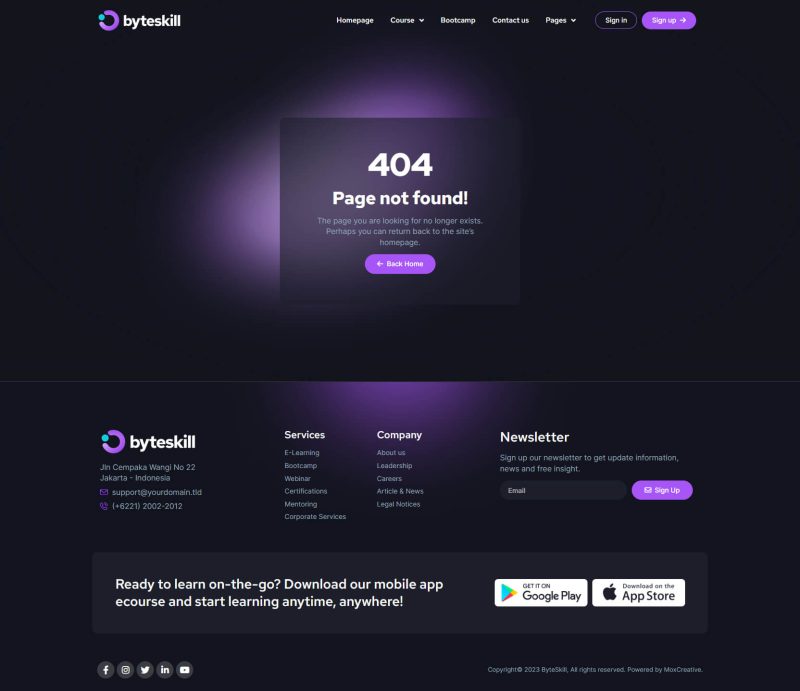 byteskill
Homepage Course Bootcamp Contact us Pages Sign in Sign up
404
Page not found!
The page you are looking for no longer exists.
Perhaps you can return back to the site's
homepage.
Back Home
byteskill
Jln Cempaka Wangi No 22
Jakarta - Indonesia
support@yourdomain.tld
(+6221) 2002-2012
Services
E-Learning
Bootcamp
Webinar
Certifications
Mentoring
Corporate Services
Company
About us
Leadership
Careers
Article & News
Legal Notices
Newsletter
Sign up our newsletter to get update information,
news and free insight.
Email
Sign Up
Ready to learn on-the-go? Download our mobile app
ecourse and start learning anytime, anywhere!
GET IT ON
Google Play
Download on the
App Store
Copyright© 2023 ByteSkill, All rights reserved. Powered by MoxCreative.